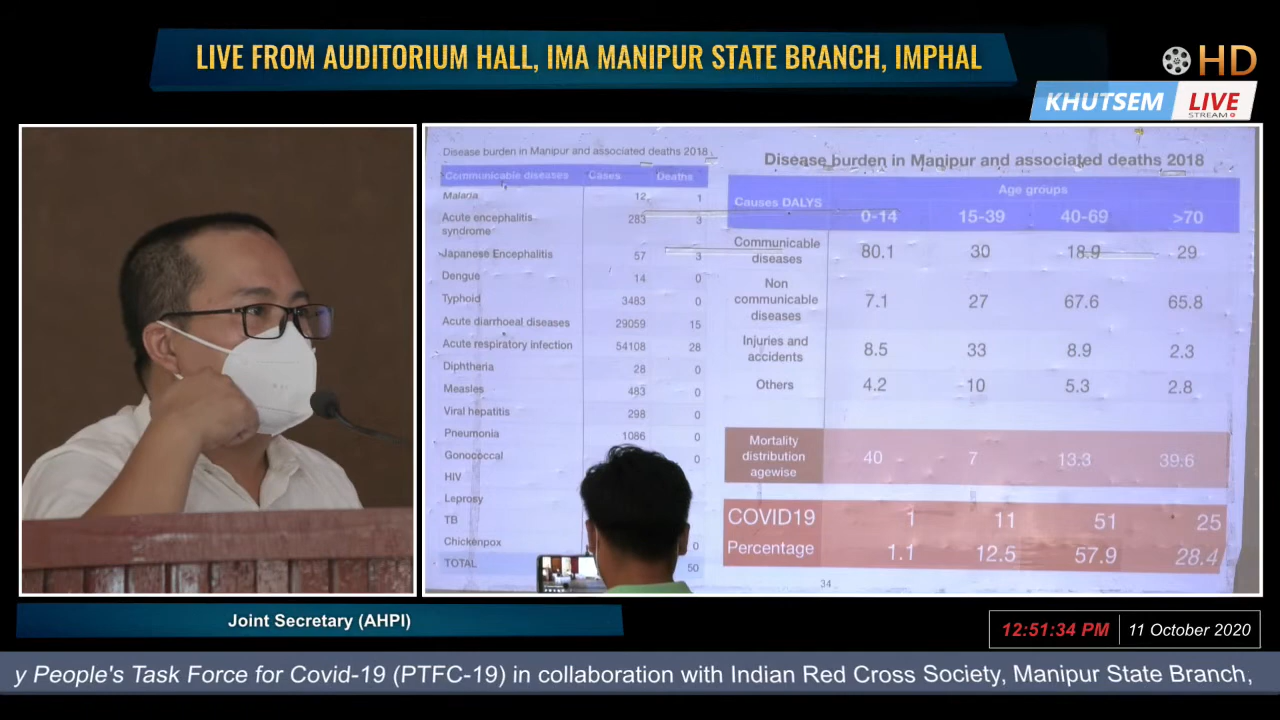 LIVE FROM AUDITORIUM HALL, IMA MANIPUR STATE BRANCH, IMPHAL
HD
KHUTSEM LIVE
STREAM
Disease burden in Manipur and associated deaths 2018
Communicable diseases Cases Deaths
Malaria 12 1
Acute encephalitis 283 3
syndrome
Japanese Encephalitis 57 3
Dengue 14 0
Typhoid 3483 0
Acute diarrhoeal diseases 29059 15
Acute respiratory infection 54108 28
Diphtheria 28 0
Measles 483 0
Viral hepatitis 298 0
Pneumonia 1086 0
Gonococcal 0
HIV
Leprosy
TB
Chickenpox 0
TOTAL 50
Disease burden in Manipur and associated deaths 2018
Age groups
Causes DALYS 0-14 15-39 40-69 >70
Communicable
diseases 80.1 30 18.9 29
Non
communicable 7.1 27 67.6 65.8
diseases
Injuries and
accidents 8.5 33 8.9 2.3
Others 4.2 10 5.3 2.8
Mortality
distribution 40 7 13.3 39.6
agewise
COVID19 1 11 51 25
Percentage 1.1 12.5 57.9 28.4
34
Joint Secretary (AHPI)
12:51:34 PM 11 October 2020
y People's Task Force for Covid-19 (PTFC-19) in collaboration with Indian Red Cross Society, Manipur State Branch,